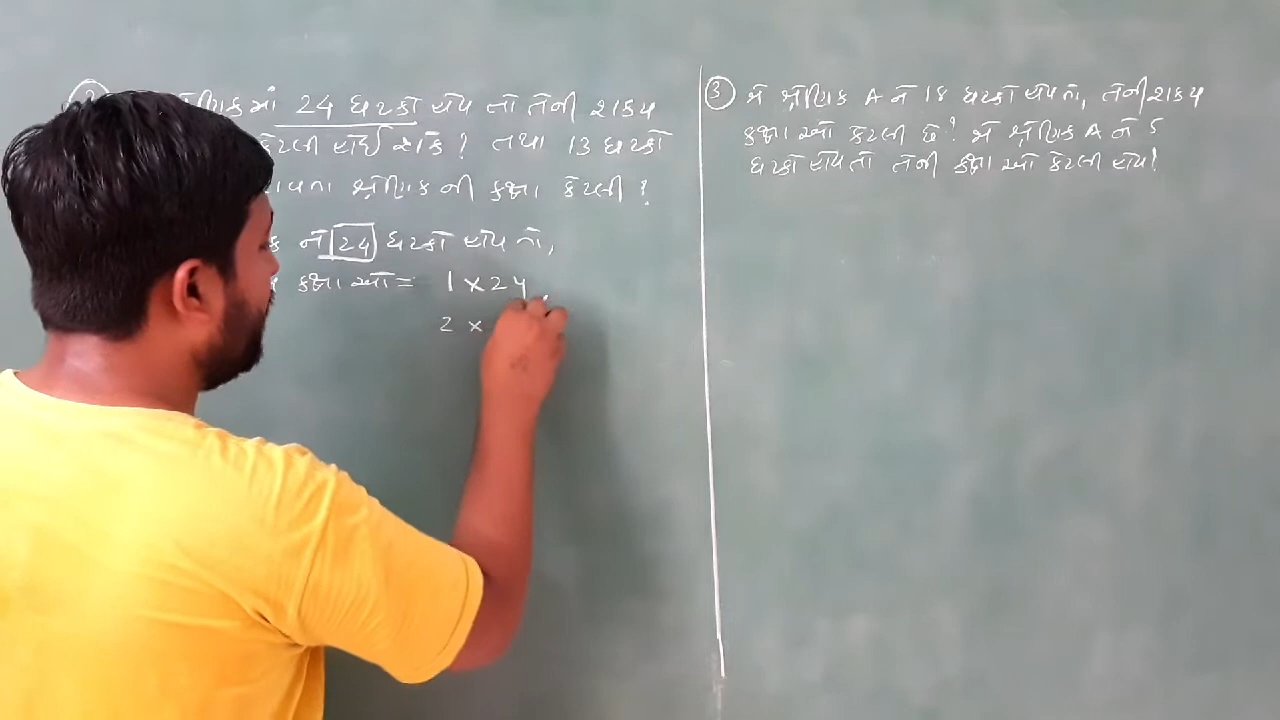 શ્રેણિકમાં 24 ઘટકો હોય તો તેની શક્ય
કેટલી હોઈ શકે? તથા 13 ઘટકો
શ્રેણિક ની કક્ષા કેટલી?
ને 24 ઘટકો હોય તો,
કક્ષાઓ = 1 × 24,
2 ×
3 જો શ્રેણિક A ને 18 ઘટકો હોય તો, તેની શક્ય
કક્ષાઓ કેટલી છે? જો શ્રેણિક A ને 5
ઘટકો હોય તો તેની કક્ષાઓ કેટલી હોય?